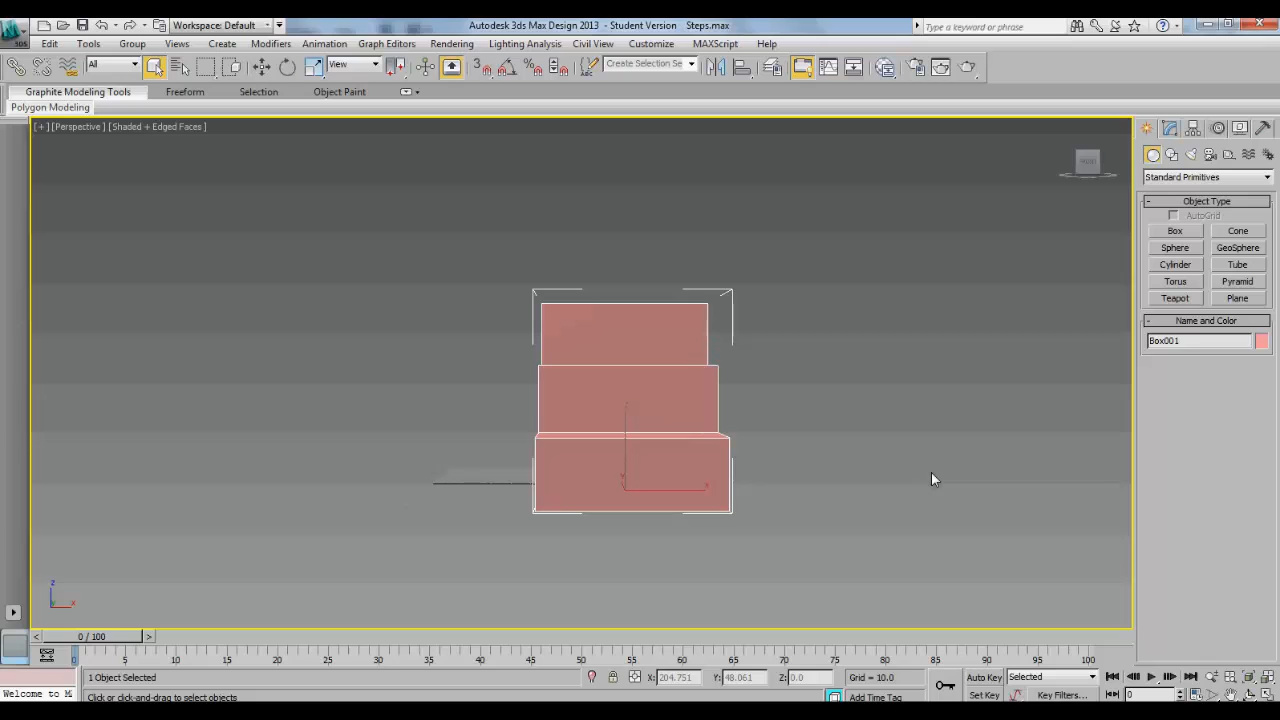 Workspace: Default
Autodesk 3ds Max Design 2013 - Student Version Steps.max
Type a keyword or phrase
Edit Tools Group Views Create Modifiers Animation Graph Editors Rendering Lighting Analysis Civil View Customize MAXScript Help
All View 3 Create Selection Se
Graphite Modeling Tools Freeform Selection Object Paint
Polygon Modeling
[+] [Perspective] [Shaded + Edged Faces]
FRONT
Standard Primitives
- Object Type
AutoGrid
Box Cone
Sphere GeoSphere
Cylinder Tube
Torus Pyramid
Teapot Plane
- Name and Color
Box001
x
z
x
< 0 / 100 >
0 5 10 15 20 25 30 35 40 45 50 55 60 65 70 75 80 85 90 95 100
1 Object Selected X: 204.751 Y: 48.061 Z: 0.0 Grid = 10.0 Auto Key Selected
Welcome to M Click or click-and-drag to select objects Add Time Tag Set Key Key Filters... 0